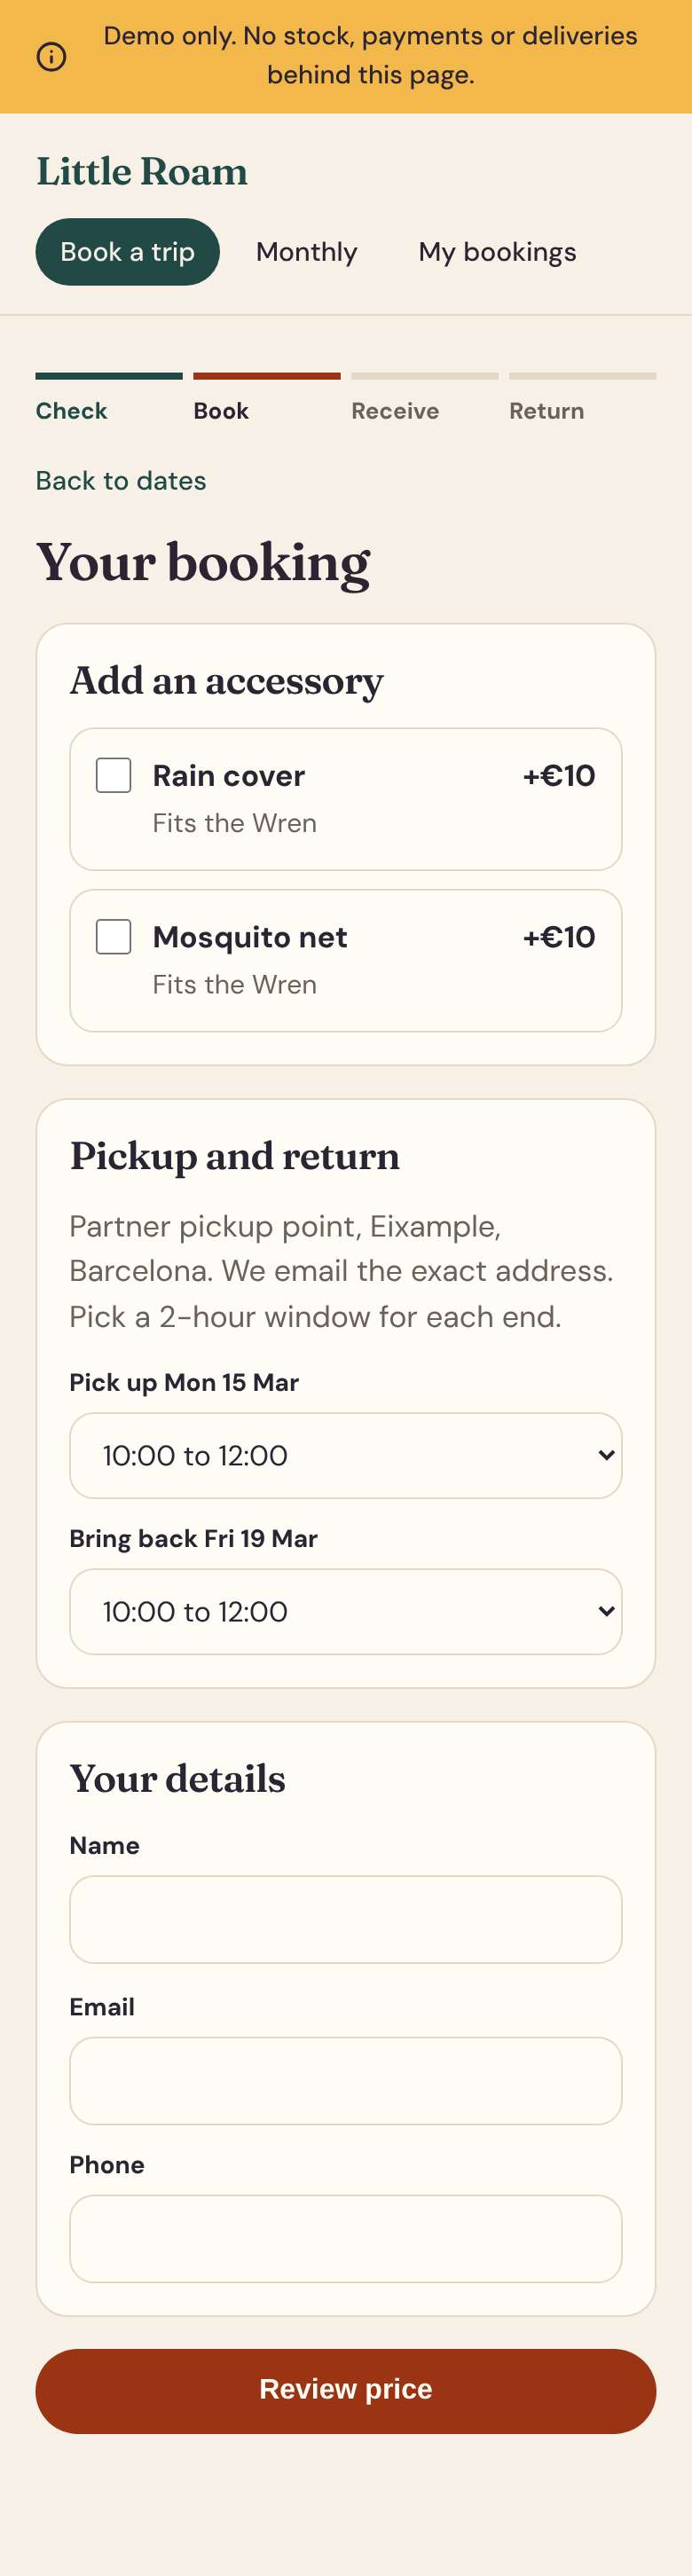 Demo only. No stock, payments or deliveries
behind this page.
Little Roam
Book a trip
Monthly
My bookings
Check
Book
Receive
Return
Back to dates
Your booking
Add an accessory
Rain cover +€10
Fits the Wren
Mosquito net +€10
Fits the Wren
Pickup and return
Partner pickup point, Eixample,
Barcelona. We email the exact address.
Pick a 2-hour window for each end.
Pick up Mon 15 Mar
10:00 to 12:00
Bring back Fri 19 Mar
10:00 to 12:00
Your details
Name
Email
Phone
Review price